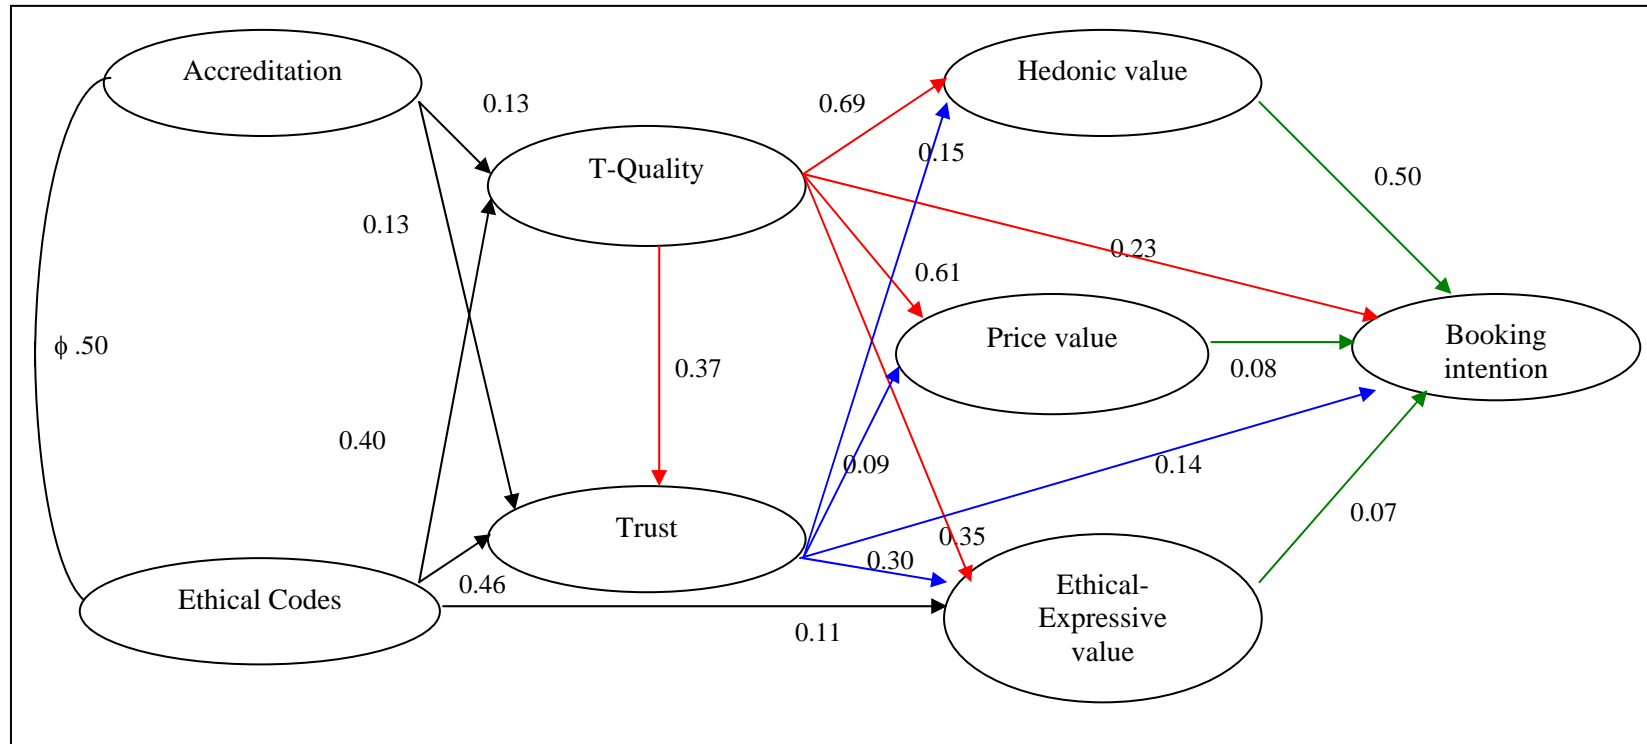 Accreditation
Hedonic value
0.13
0.69
T-Quality
0.15
0.50
0.13
0.23
0.61
Price value
Booking
intention
ϕ .50
0.37
0.08
0.40
0.09
0.14
Trust
0.07
0.35
0.30
Ethical Codes
0.46
Ethical-
Expressive
value
0.11